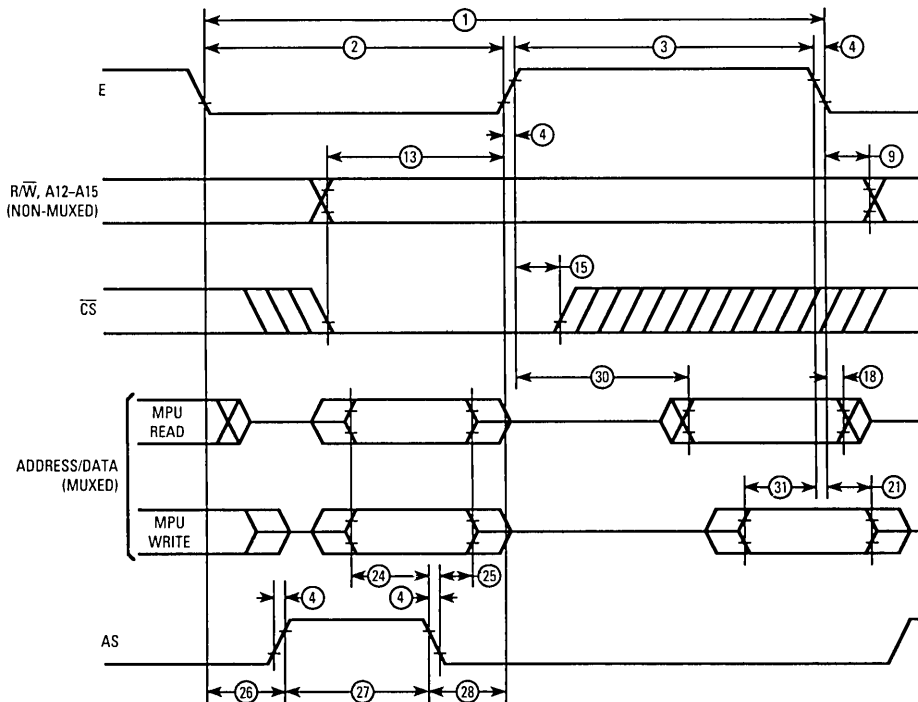 1
2 3 4
E
4
13 9
R/W̅, A12–A15
(NON-MUXED)
15
C̅S̅
30 18
MPU
READ
ADDRESS/DATA
(MUXED)
31 21
MPU
WRITE
24 25
4 4
AS
26 27 28